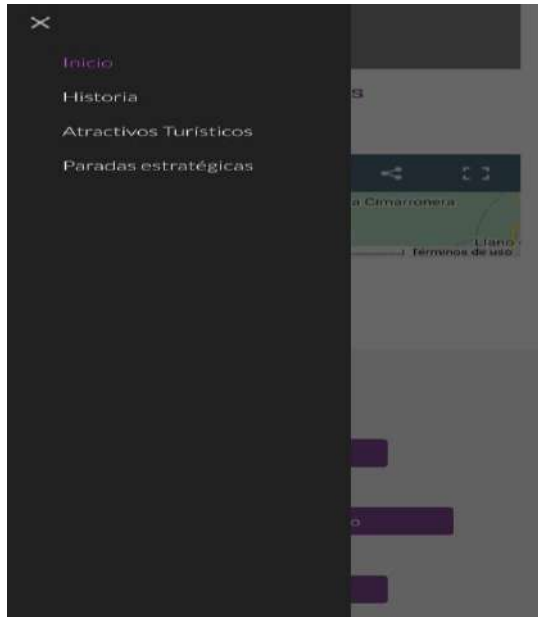 Inicio
Historia
Atractivos Turísticos
Paradas estratégicas
s
a Cimarronera
Llano
Términos de uso
o